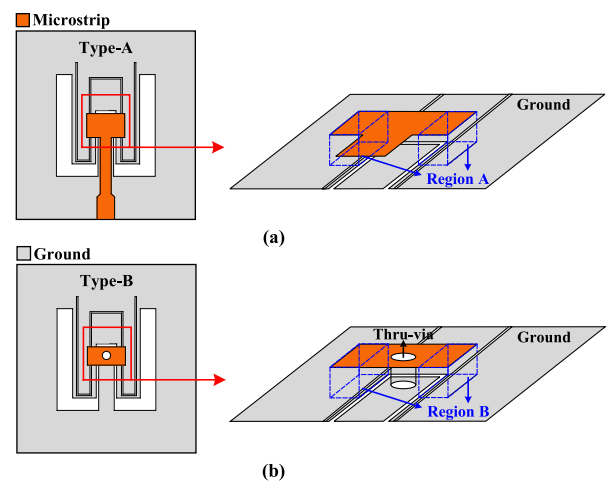 Microstrip
Type-A
Ground
Region A
(a)
Ground
Type-B
Thru-via
Ground
Region B
(b)